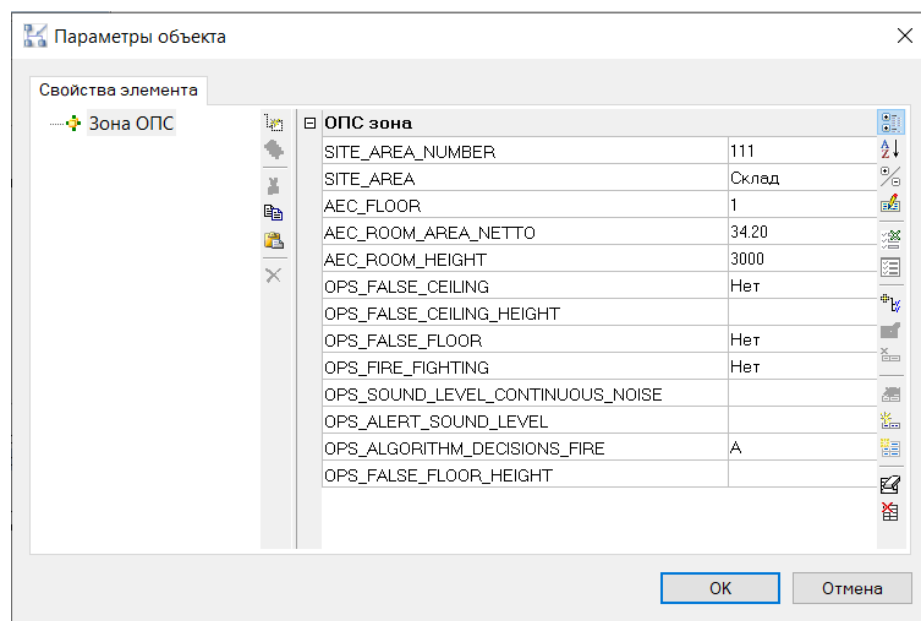 Параметры объекта
Свойства элемента
Зона ОПС
ОПС зона
SITE_AREA_NUMBER 111
SITE_AREA Склад
AEC_FLOOR 1
AEC_ROOM_AREA_NETTO 34.20
AEC_ROOM_HEIGHT 3000
OPS_FALSE_CEILING Нет
OPS_FALSE_CEILING_HEIGHT
OPS_FALSE_FLOOR Нет
OPS_FIRE_FIGHTING Нет
OPS_SOUND_LEVEL_CONTINUOUS_NOISE
OPS_ALERT_SOUND_LEVEL
OPS_ALGORITHM_DECISIONS_FIRE A
OPS_FALSE_FLOOR_HEIGHT
OK Отмена